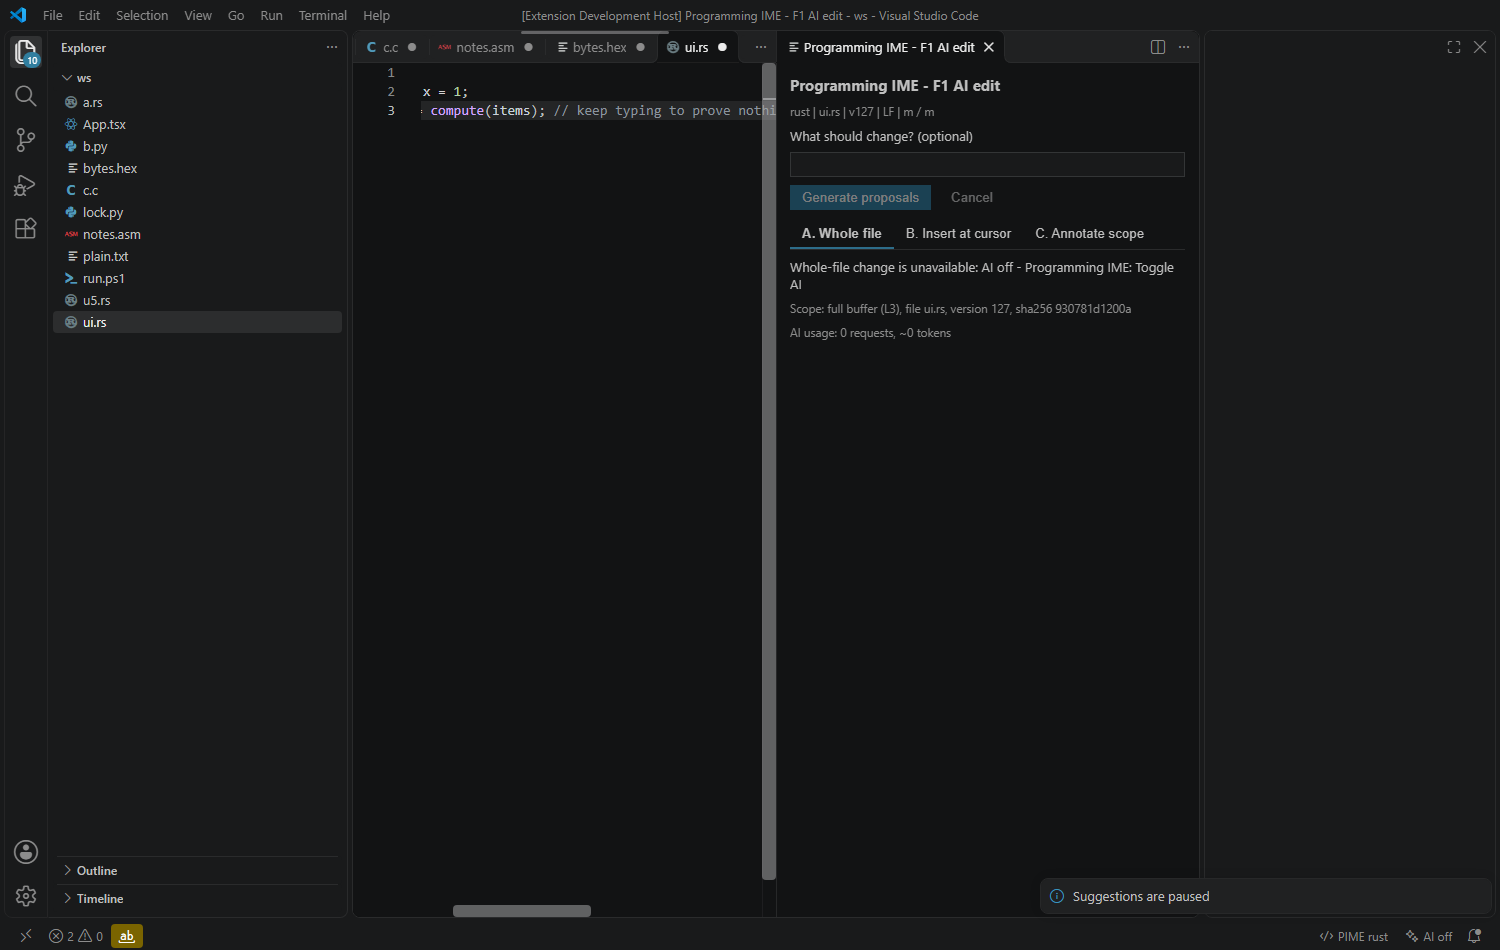 File Edit Selection View Go Run Terminal Help
[Extension Development Host] Programming IME - F1 AI edit - ws - Visual Studio Code
10
Explorer
ws
a.rs
App.tsx
b.py
bytes.hex
C c.c
lock.py
ASM notes.asm
plain.txt
run.ps1
u5.rs
ui.rs
Outline
Timeline
C c.c
ASM notes.asm
bytes.hex
ui.rs
1
2 x = 1;
3 compute(items); // keep typing to prove nothi
Programming IME - F1 AI edit
Programming IME - F1 AI edit
rust | ui.rs | v127 | LF | m / m
What should change? (optional)
Generate proposals Cancel
A. Whole file B. Insert at cursor C. Annotate scope
Whole-file change is unavailable: AI off - Programming IME: Toggle
AI
Scope: full buffer (L3), file ui.rs, version 127, sha256 930781d1200a
AI usage: 0 requests, ~0 tokens
Suggestions are paused
2 0 ab
PIME rust AI off